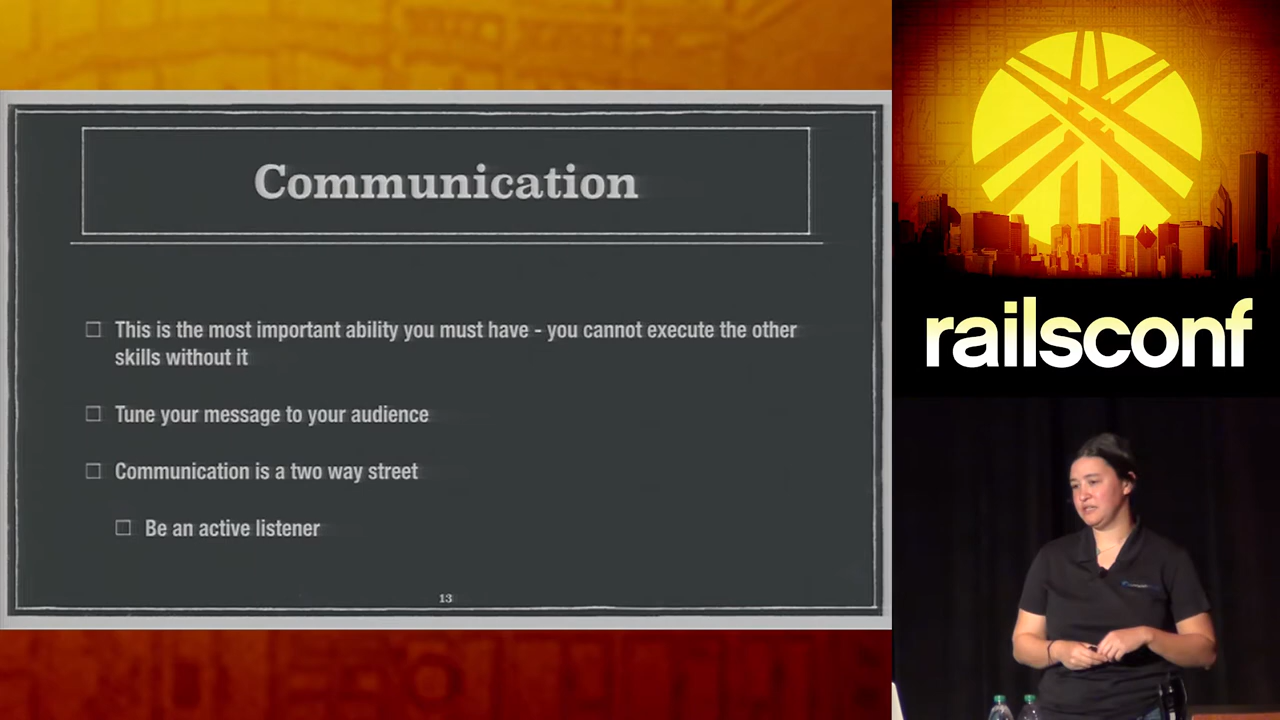 Communication
☐ This is the most important ability you must have - you cannot execute the other
skills without it
☐ Tune your message to your audience
☐ Communication is a two way street
☐ Be an active listener
13
railsconf